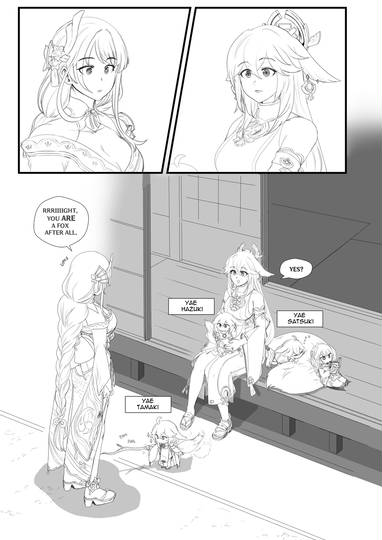 RRRIIIIGHT,
YOU ARE
A FOX
AFTER ALL.
YES?
YAE
HAZUKI
YAE
SATSUKI
YAE
TAMAKI